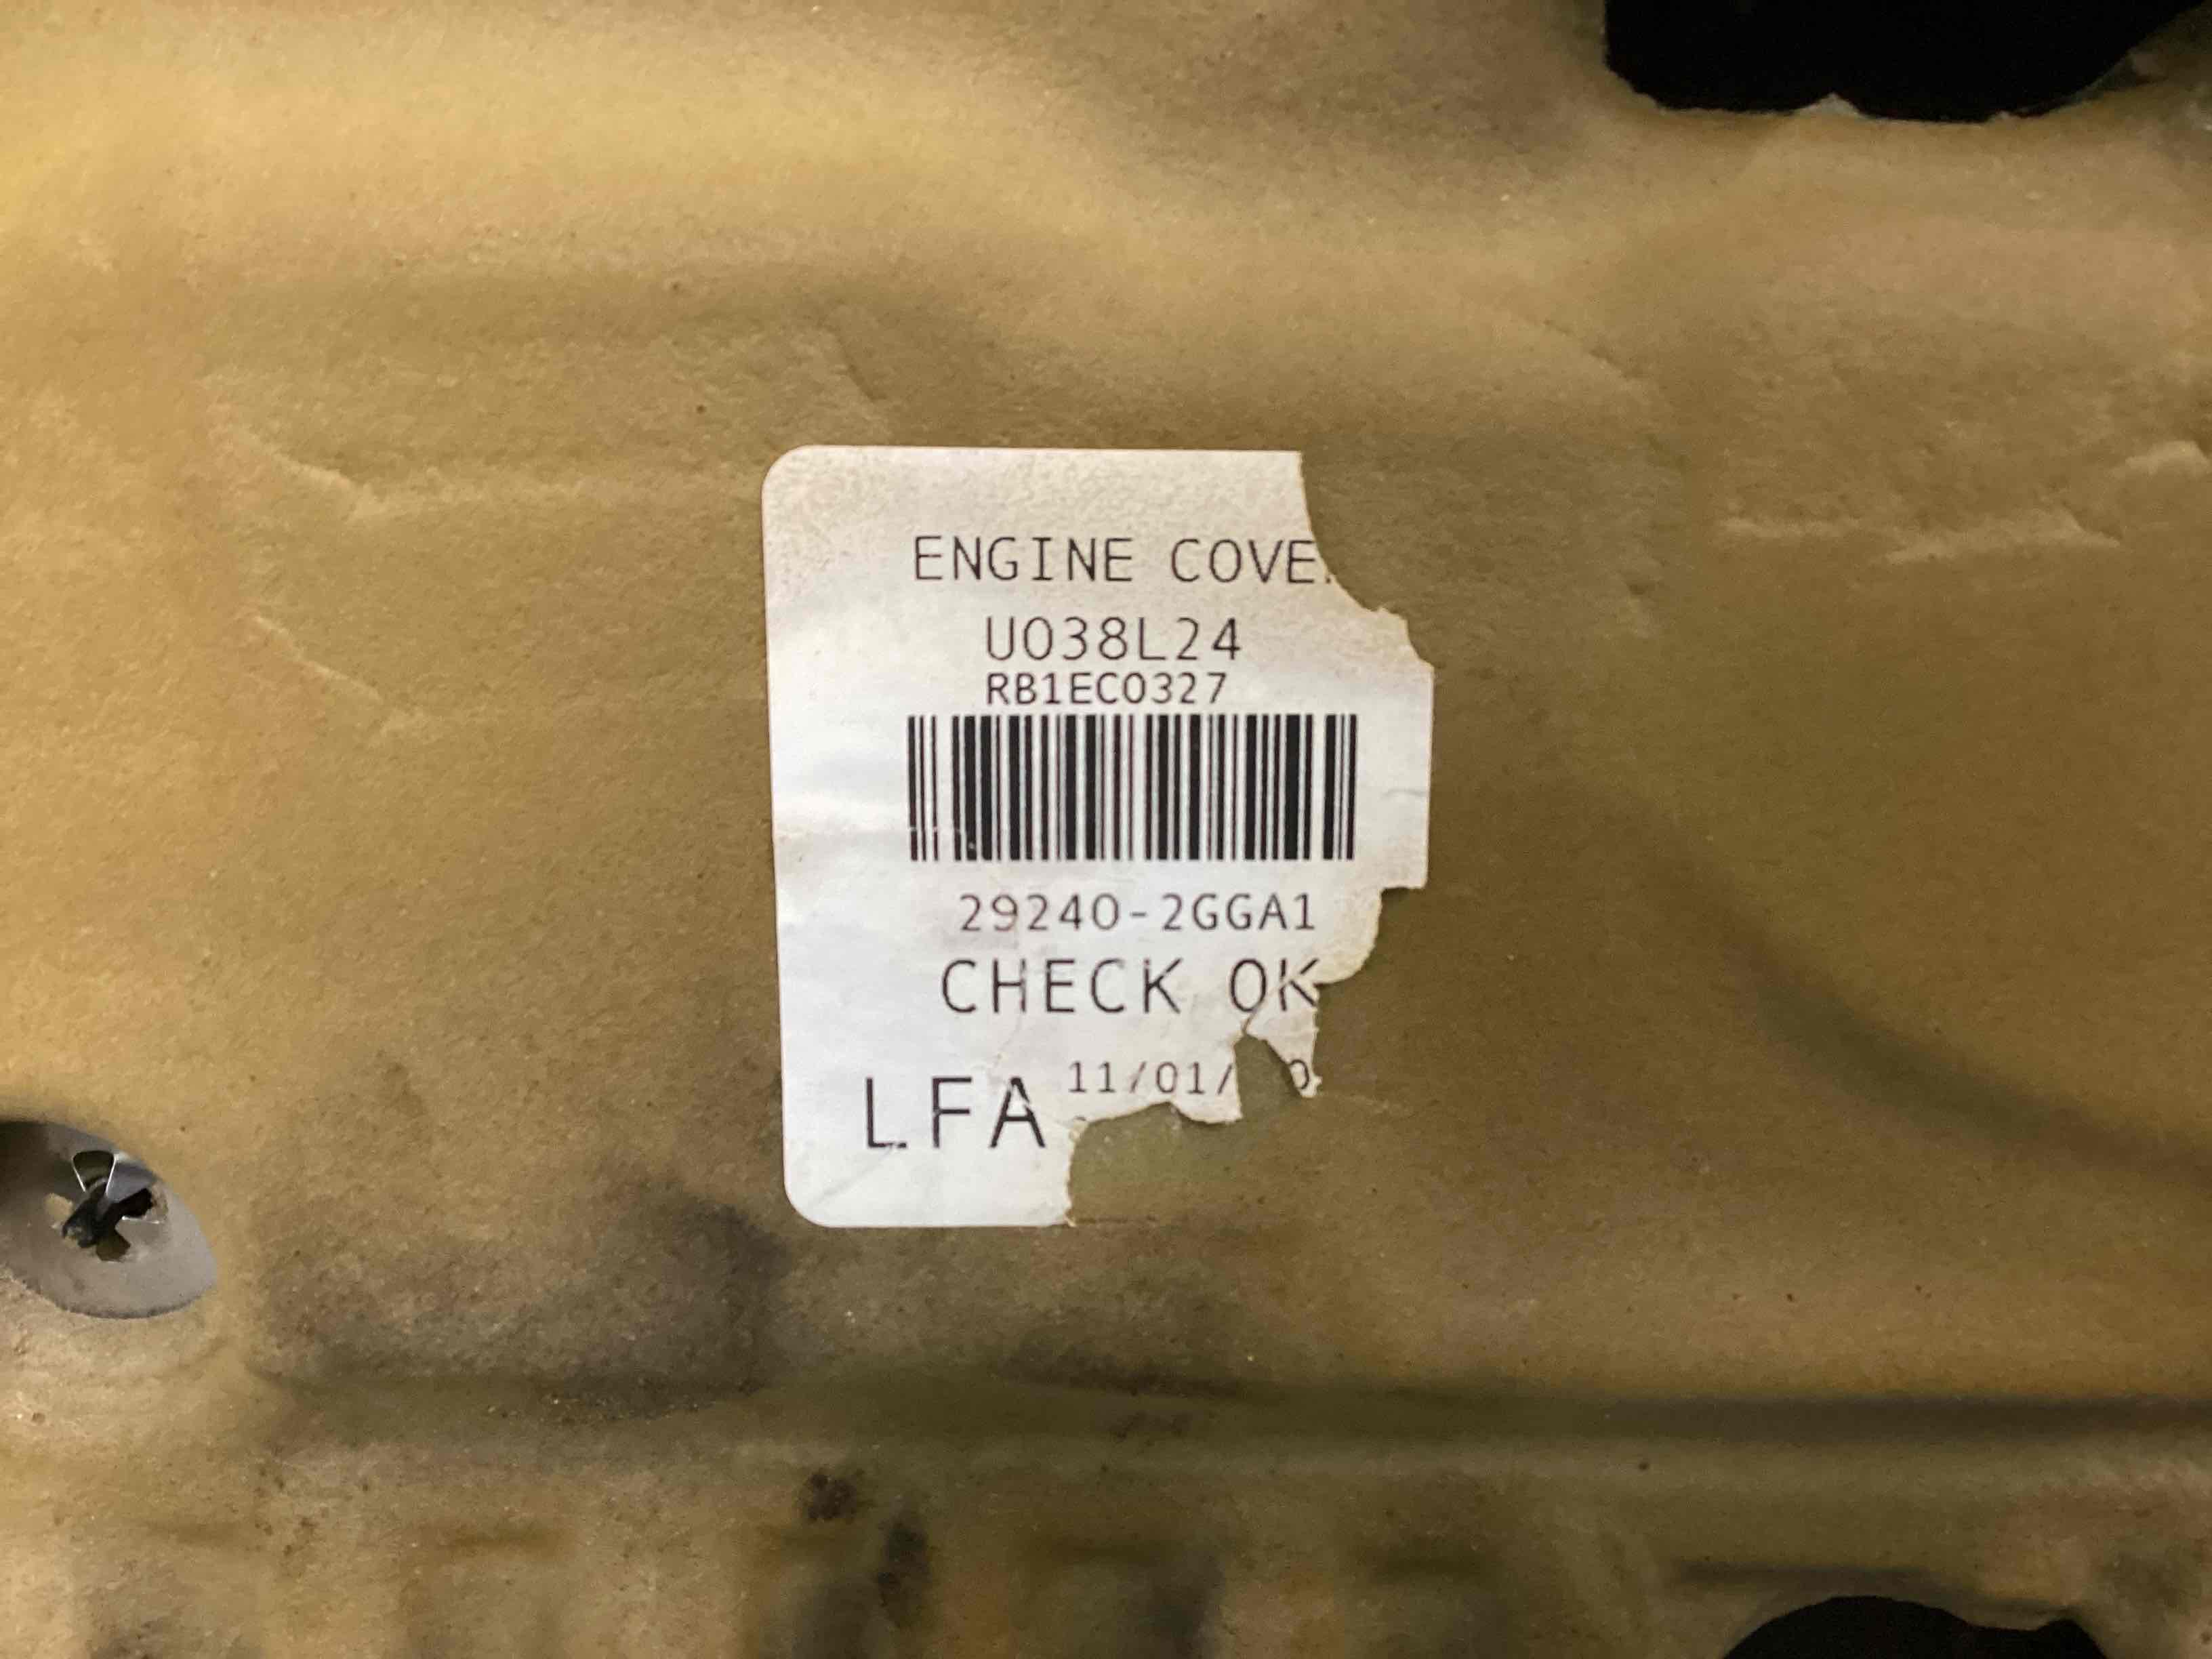 ENGINE COVE
U038L24
RB1EC0327
29240-2GGA1
CHECK OK
LFA 11/01/